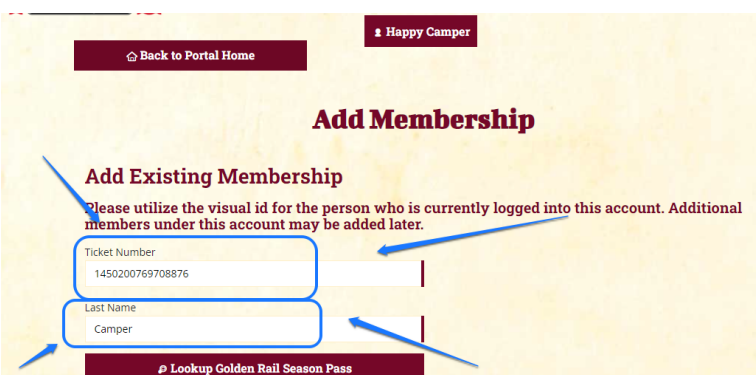 Happy Camper
Back to Portal Home
Add Membership
Add Existing Membership
Please utilize the visual id for the person who is currently logged into this account. Additional
members under this account may be added later.
Ticket Number
1450200769708876
Last Name
Camper
Lookup Golden Rail Season Pass